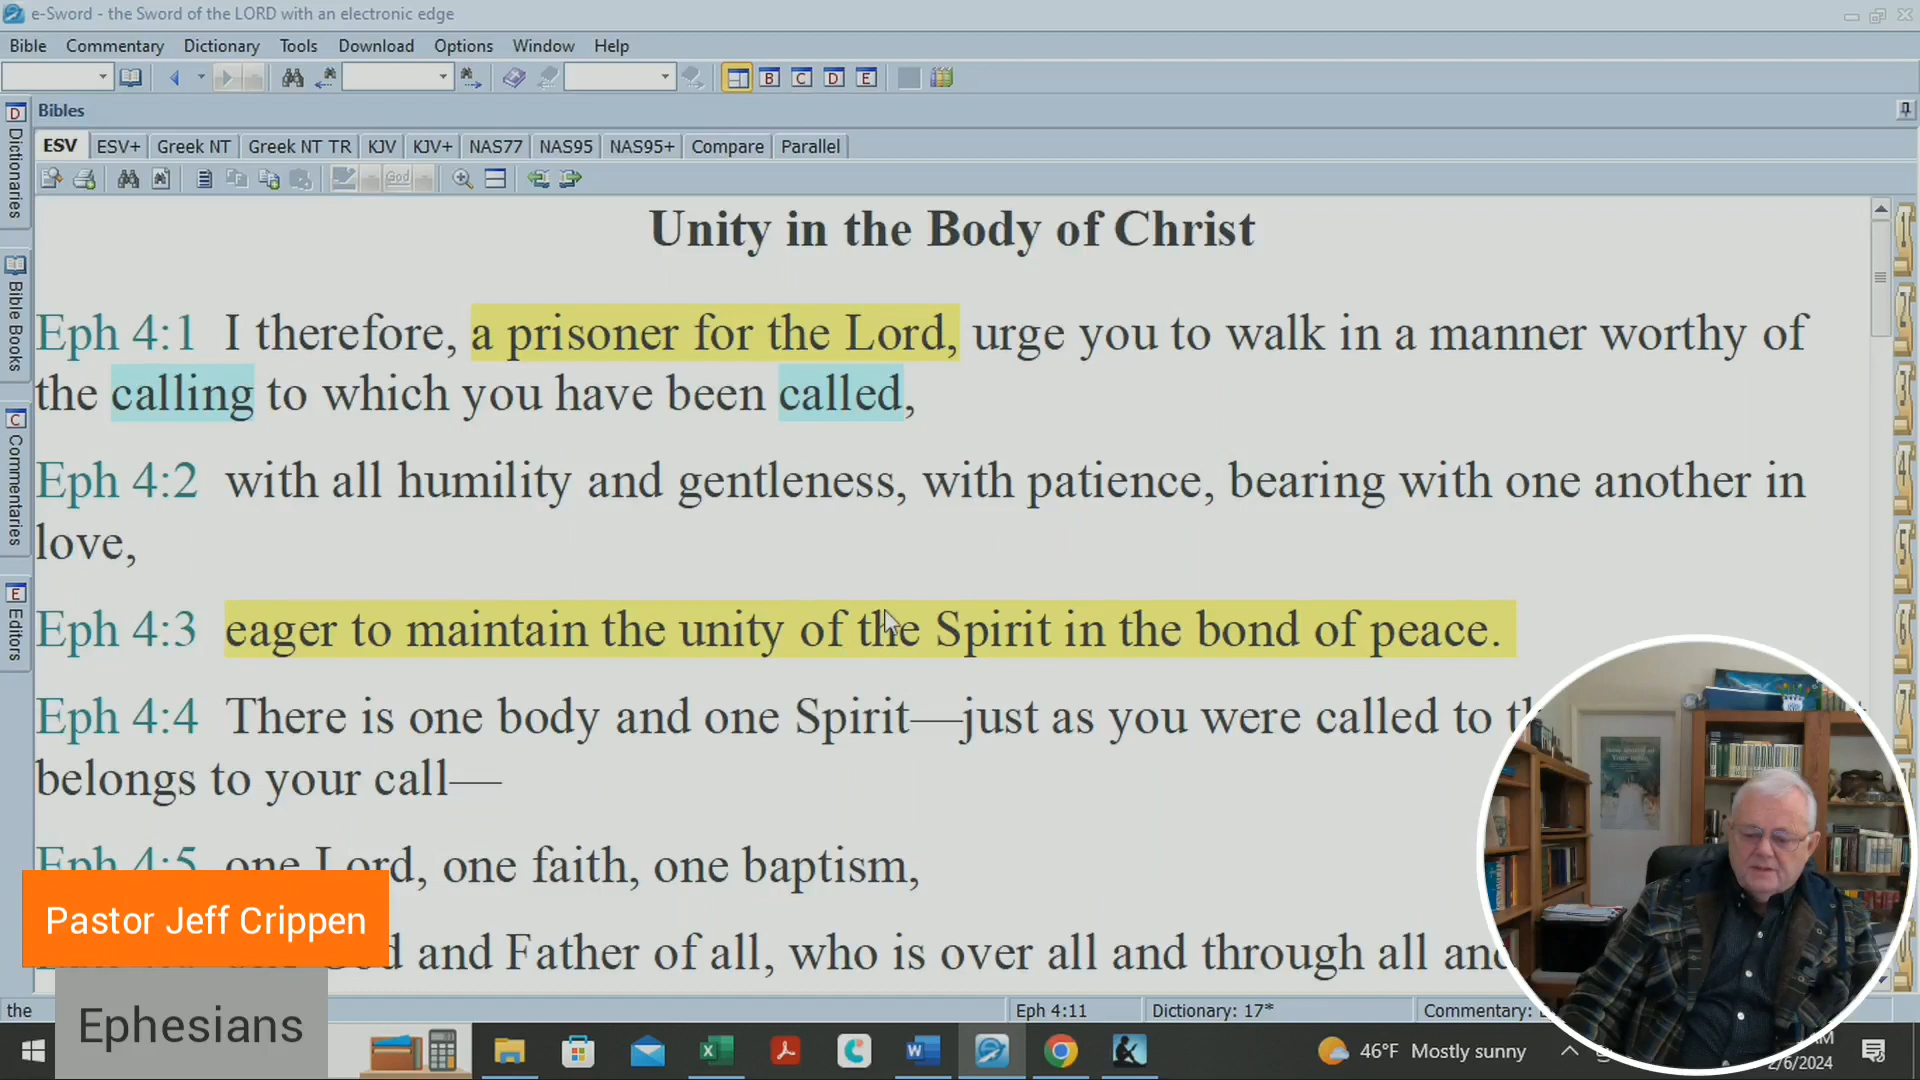 e-Sword - the Sword of the LORD with an electronic edge
Bible Commentary Dictionary Tools Download Options Window Help
B C D E
Bibles
ESV ESV+ Greek NT Greek NT TR KJV KJV+ NAS77 NAS95 NAS95+ Compare Parallel
God
D Dictionaries
Bible Books
C Commentaries
E Editors
Unity in the Body of Christ
Eph 4:1 I therefore, a prisoner for the Lord, urge you to walk in a manner worthy of
the calling to which you have been called,
Eph 4:2 with all humility and gentleness, with patience, bearing with one another in
love,
Eph 4:3 eager to maintain the unity of the Spirit in the bond of peace.
Eph 4:4 There is one body and one Spirit—just as you were called to
belongs to your call—
Eph 4:5 one Lord, one faith, one baptism,
God and Father of all, who is over all and through all and
Pastor Jeff Crippen
Ephesians
the
Eph 4:11
Dictionary: 17*
Commentary:
46°F Mostly sunny
2/6/2024